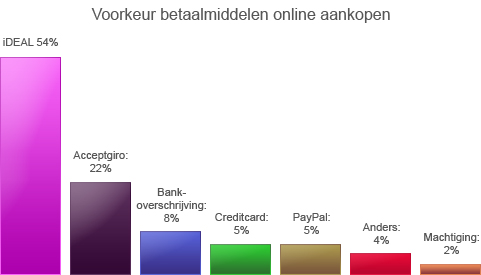 Voorkeur betaalmiddelen online aankopen
iDEAL 54%
Acceptgiro:
22%
Bank-
overschrijving:
8%
Creditcard:
5%
PayPal:
5%
Anders:
4%
Machtiging:
2%